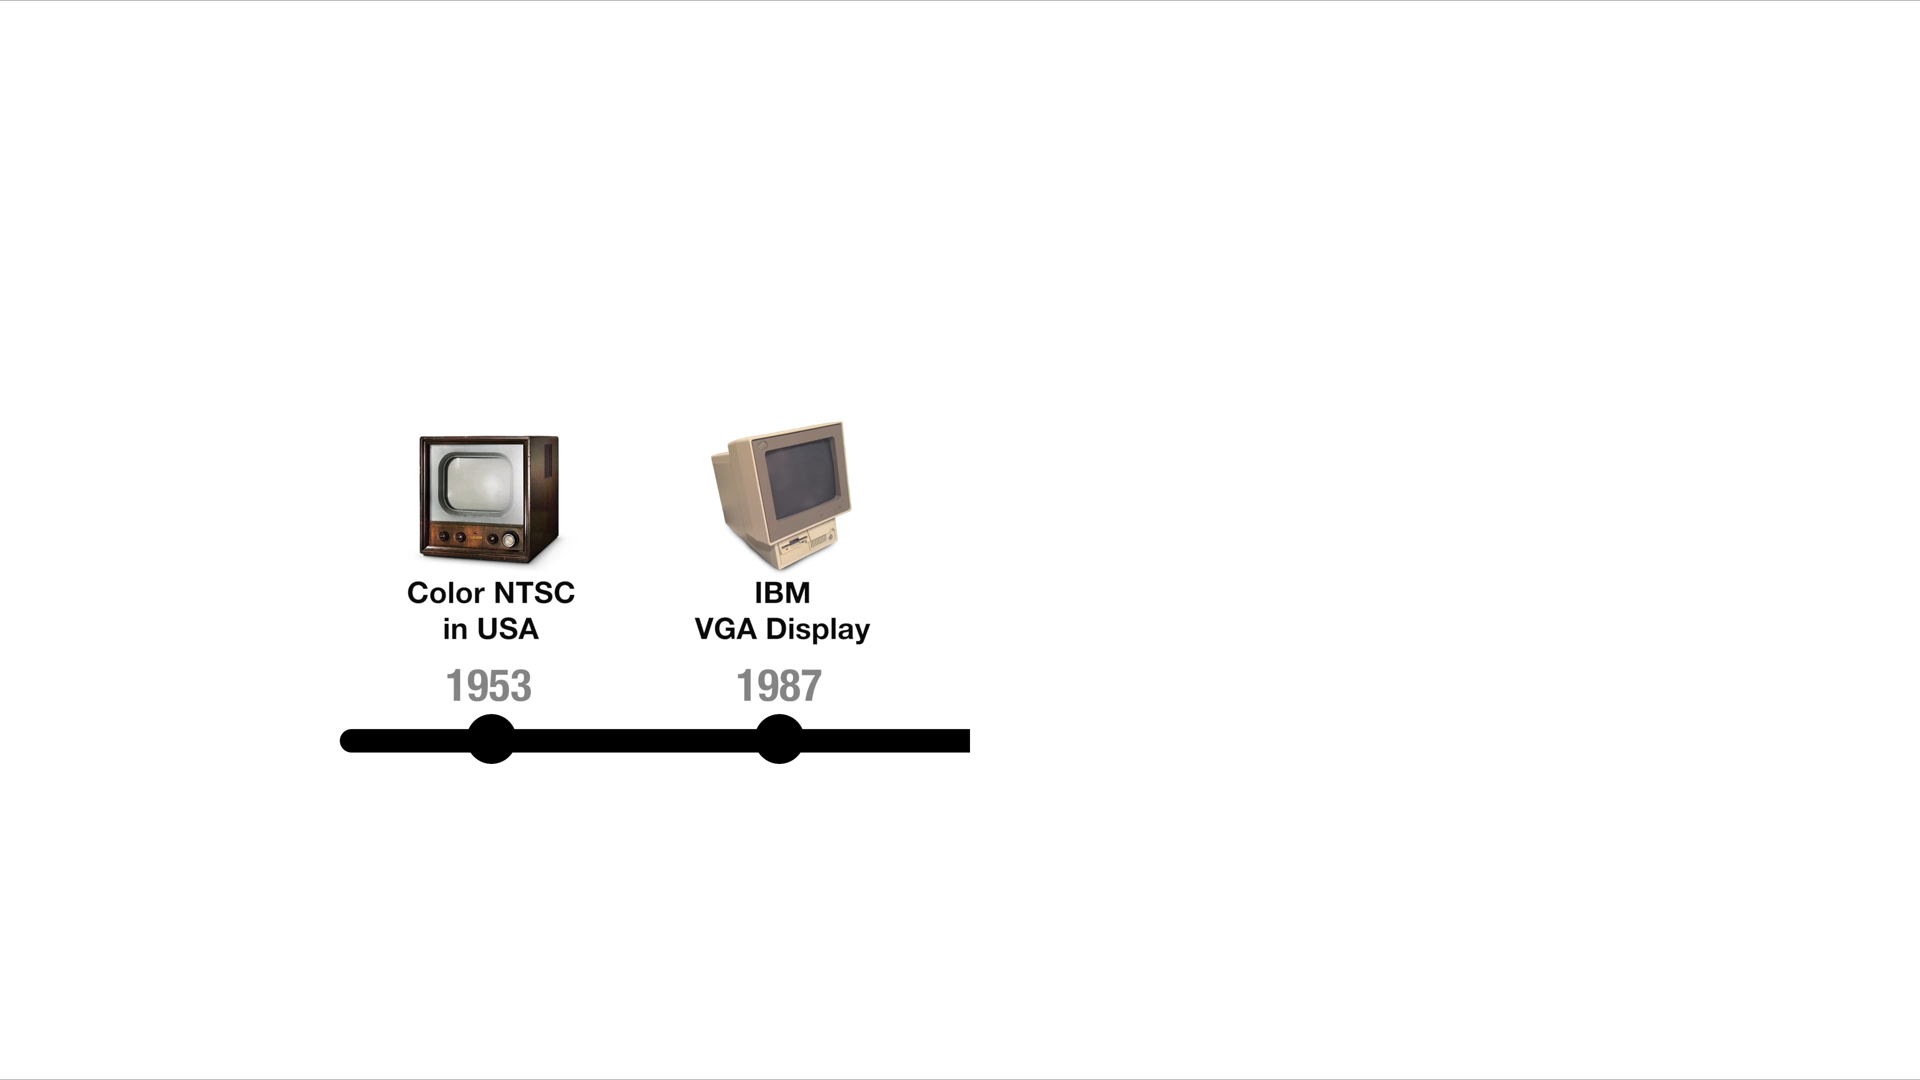 Color NTSC
in USA
1953
IBM
VGA Display
1987